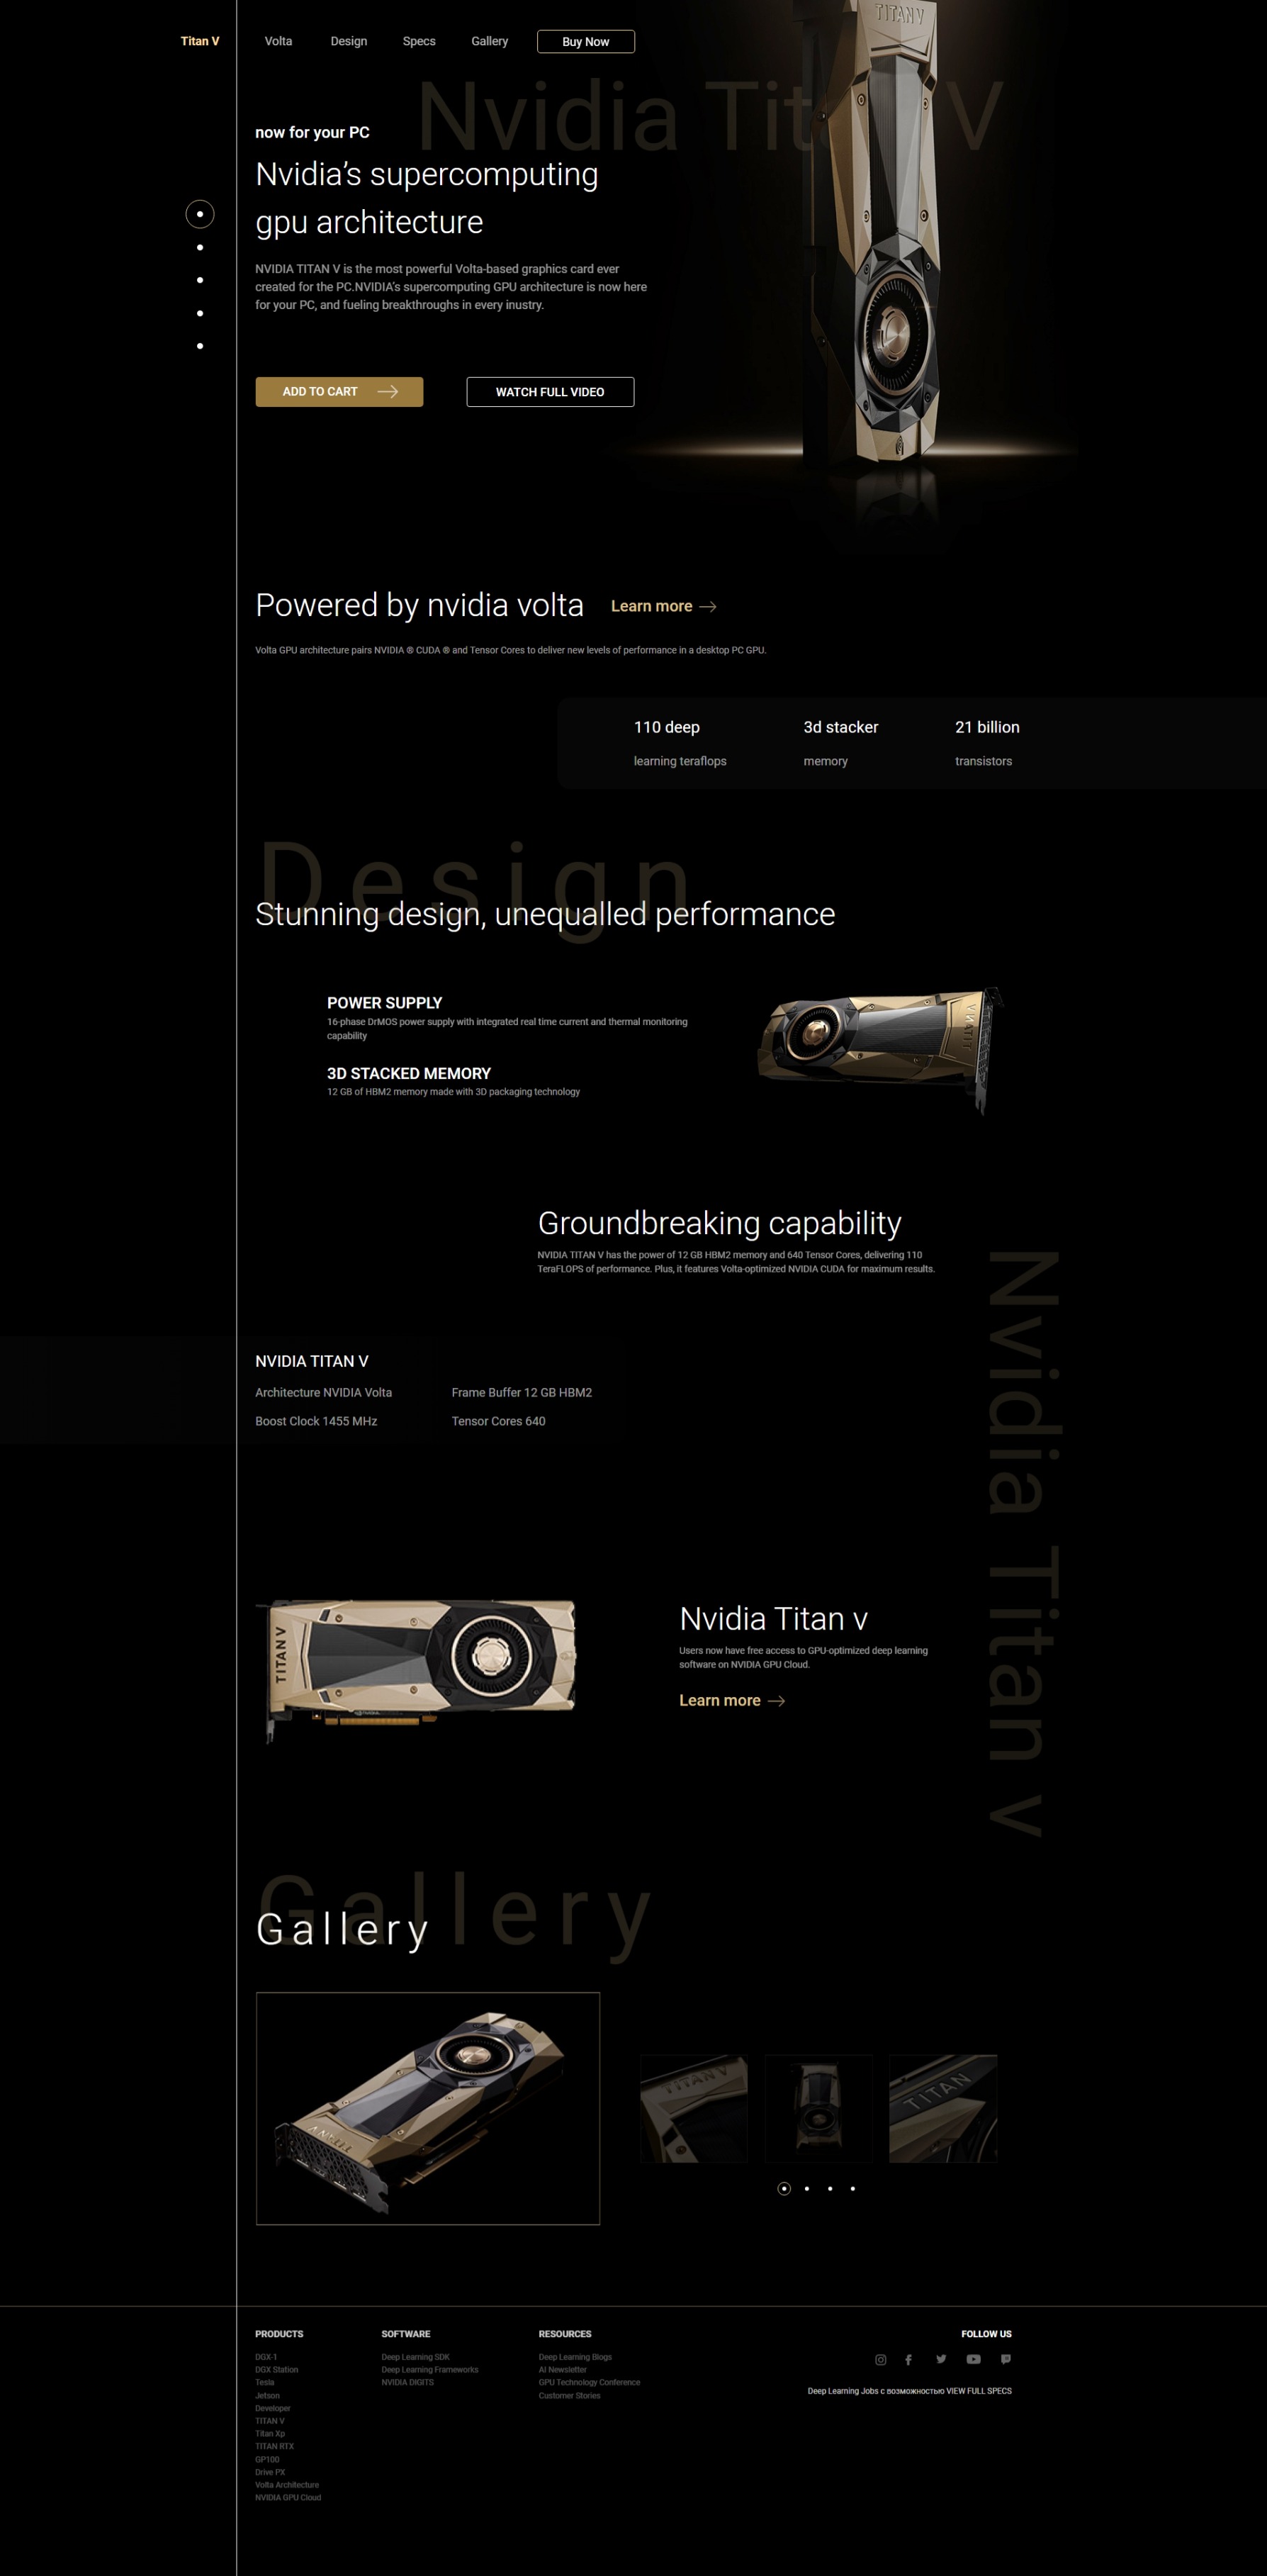 Titan V
Volta
Design
Specs
Gallery
Buy Now
TITAN V
Nvidia Titan V
now for your PC
Nvidia’s supercomputing
gpu architecture
NVIDIA TITAN V is the most powerful Volta-based graphics card ever
created for the PC.NVIDIA’s supercomputing GPU architecture is now here
for your PC, and fueling breakthroughs in every inustry.
ADD TO CART
WATCH FULL VIDEO
Powered by nvidia volta
Learn more
Volta GPU architecture pairs NVIDIA ® CUDA ® and Tensor Cores to deliver new levels of performance in a desktop PC GPU.
110 deep
learning teraflops
3d stacker
memory
21 billion
transistors
Design
Stunning design, unequalled performance
POWER SUPPLY
16-phase DrMOS power supply with integrated real time current and thermal monitoring
capability
3D STACKED MEMORY
12 GB of HBM2 memory made with 3D packaging technology
TITAN V
Groundbreaking capability
NVIDIA TITAN V has the power of 12 GB HBM2 memory and 640 Tensor Cores, delivering 110
TeraFLOPS of performance. Plus, it features Volta-optimized NVIDIA CUDA for maximum results.
Nvidia Titan v
NVIDIA TITAN V
Architecture NVIDIA Volta
Frame Buffer 12 GB HBM2
Boost Clock 1455 MHz
Tensor Cores 640
TITAN V
Nvidia Titan v
Users now have free access to GPU-optimized deep learning
software on NVIDIA GPU Cloud.
Learn more
Gallery
Gallery
TITAN V
TITAN V
TITAN
PRODUCTS
DGX-1
DGX Station
Tesla
Jetson
Developer
TITAN V
Titan Xp
TITAN RTX
GP100
Drive PX
Volta Architecture
NVIDIA GPU Cloud
SOFTWARE
Deep Learning SDK
Deep Learning Frameworks
NVIDIA DIGITS
RESOURCES
Deep Learning Blogs
AI Newsletter
GPU Technology Conference
Customer Stories
FOLLOW US
Deep Learning Jobs с возможностью VIEW FULL SPECS